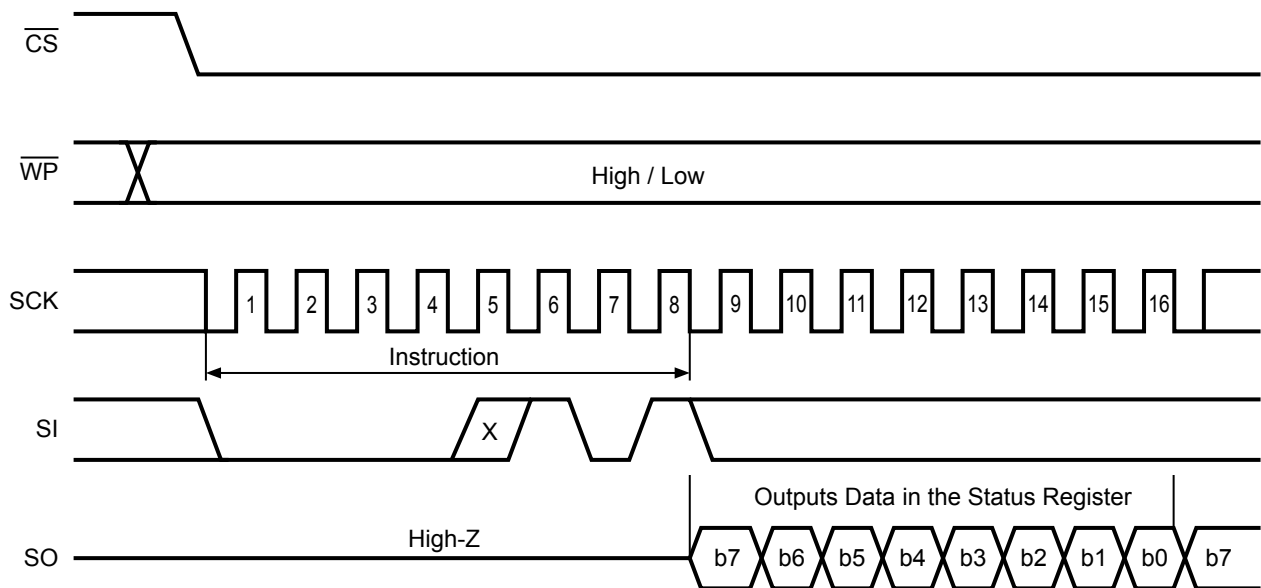 CS
WP
High / Low
SCK
1 2 3 4 5 6 7 8 9 10 11 12 13 14 15 16
Instruction
SI
X
Outputs Data in the Status Register
SO
High-Z
b7 b6 b5 b4 b3 b2 b1 b0 b7